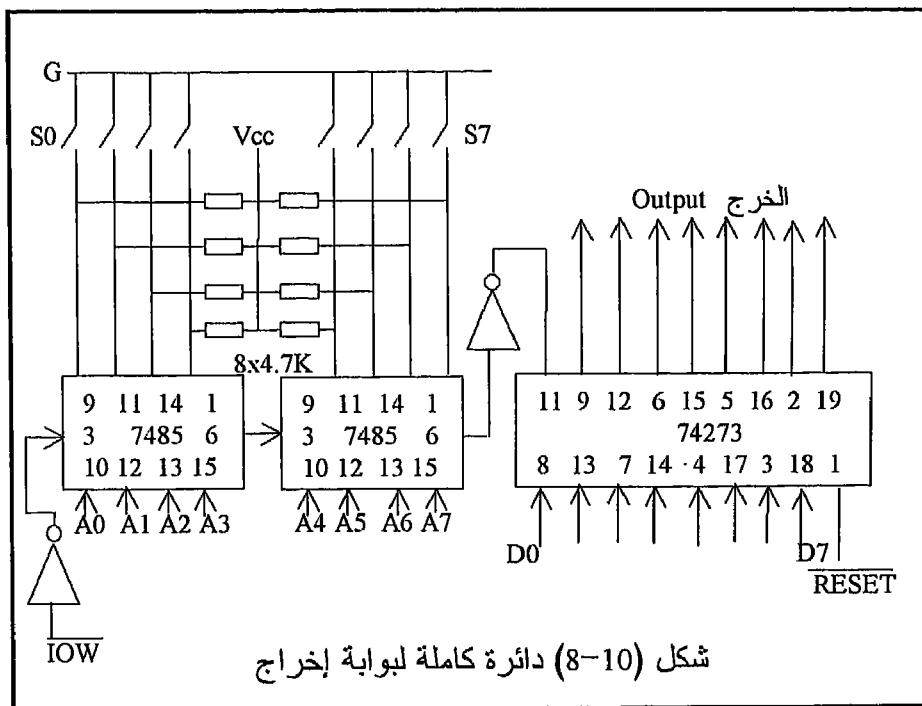 G
S0 Vcc S7
Output الخرج
8x4.7K
9 11 14 1
3 7485 6
10 12 13 15
A0 A1 A2 A3
9 11 14 1
3 7485 6
10 12 13 15
A4 A5 A6 A7
11 9 12 6 15 5 16 2 19
74273
8 13 7 14 4 17 3 18 1
D0 D7
RESET
IOW
شكل (10-8) دائرة كاملة لبوابة إخراج